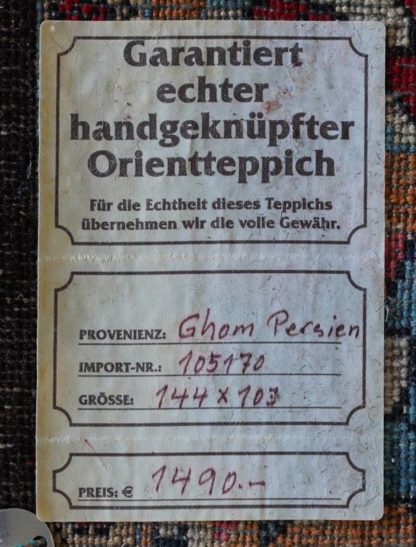 Garantiert
echter
handgeknüpfter
Orientteppich
Für die Echtheit dieses Teppichs
übernehmen wir die volle Gewähr.
PROVENIENZ: Ghom Persien
IMPORT-NR.: 105170
GRÖSSE: 144 x 103
PREIS: € 1490.-